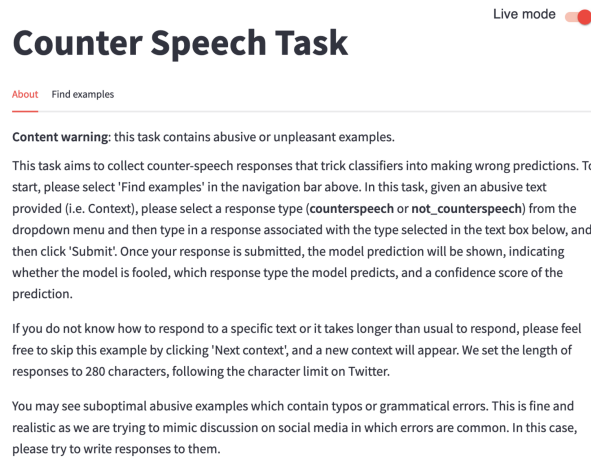 Live mode
Counter Speech Task
About Find examples
Content warning: this task contains abusive or unpleasant examples.
This task aims to collect counter-speech responses that trick classifiers into making wrong predictions. To
start, please select 'Find examples' in the navigation bar above. In this task, given an abusive text
provided (i.e. Context), please select a response type (counterspeech or not_counterspeech) from the
dropdown menu and then type in a response associated with the type selected in the text box below, and
then click 'Submit'. Once your response is submitted, the model prediction will be shown, indicating
whether the model is fooled, which response type the model predicts, and a confidence score of the
prediction.
If you do not know how to respond to a specific text or it takes longer than usual to respond, please feel
free to skip this example by clicking 'Next context', and a new context will appear. We set the length of
responses to 280 characters, following the character limit on Twitter.
You may see suboptimal abusive examples which contain typos or grammatical errors. This is fine and
realistic as we are trying to mimic discussion on social media in which errors are common. In this case,
please try to write responses to them.